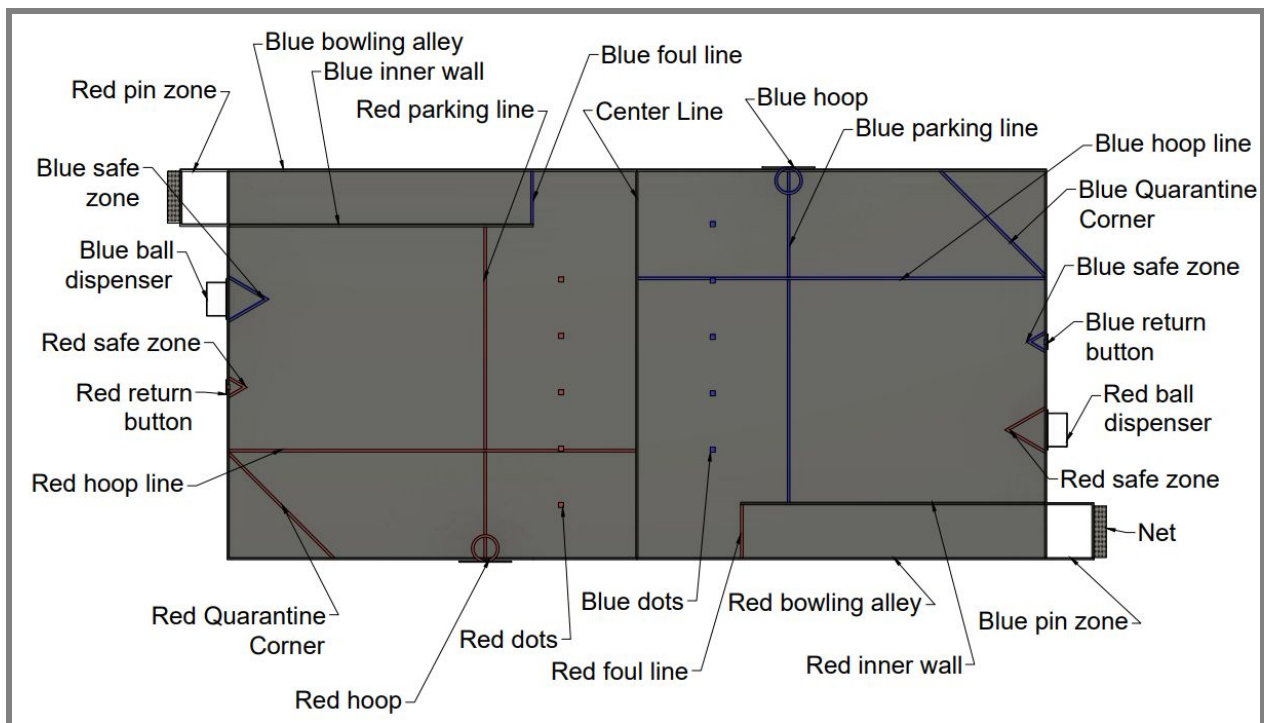 Blue bowling alley
Blue inner wall
Blue foul line
Red pin zone
Red parking line
Center Line
Blue hoop
Blue parking line
Blue hoop line
Blue safe
zone
Blue Quarantine
Corner
Blue ball
dispenser
Blue safe zone
Red safe zone
Blue return
button
Red return
button
Red ball
dispenser
Red hoop line
Red safe zone
Net
Red Quarantine
Corner
Red dots
Blue dots
Red bowling alley
Blue pin zone
Red foul line
Red inner wall
Red hoop